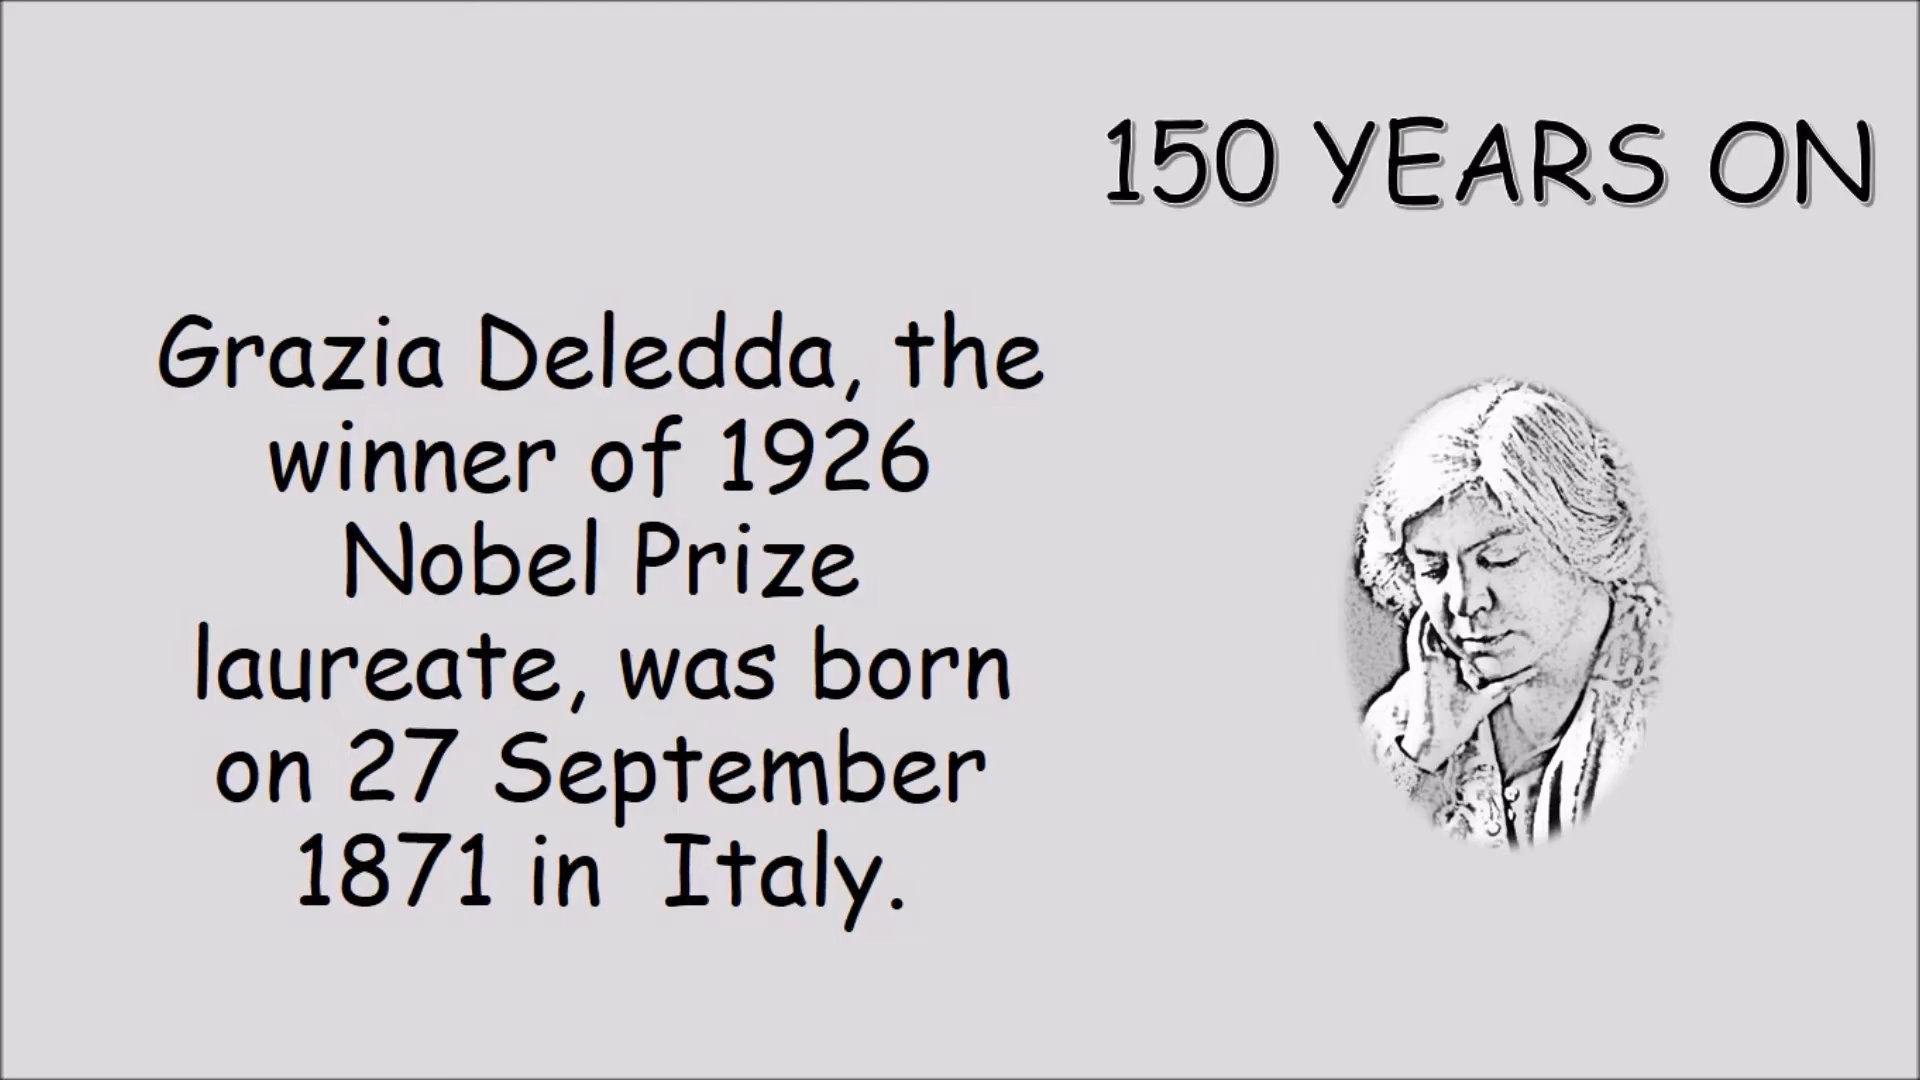 150 YEARS ON
Grazia Deledda, the
winner of 1926
Nobel Prize
laureate, was born
on 27 September
1871 in  Italy.